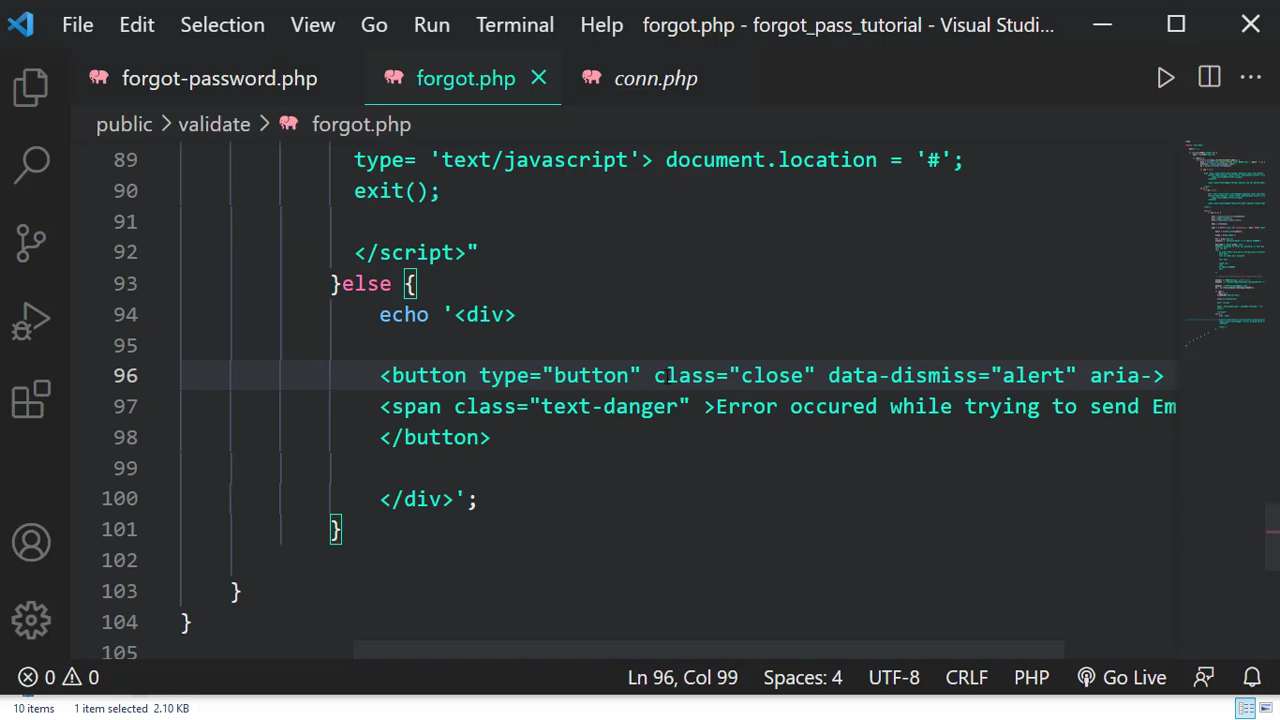 File Edit Selection View Go Run Terminal Help forgot.php - forgot_pass_tutorial - Visual Studi...
forgot-password.php forgot.php conn.php
public > validate > forgot.php
89 type= 'text/javascript'> document.location = '#';
90 exit();
91
92 </script>"
93 }else {
94 echo '<div>
95
96 <button type="button" class="close" data-dismiss="alert" aria->
97 <span class="text-danger" >Error occured while trying to send Em
98 </button>
99
100 </div>';
101 }
102
103 }
104 }
105
0 0 Ln 96, Col 99 Spaces: 4 UTF-8 CRLF PHP Go Live
10 items 1 item selected 2.10 KB